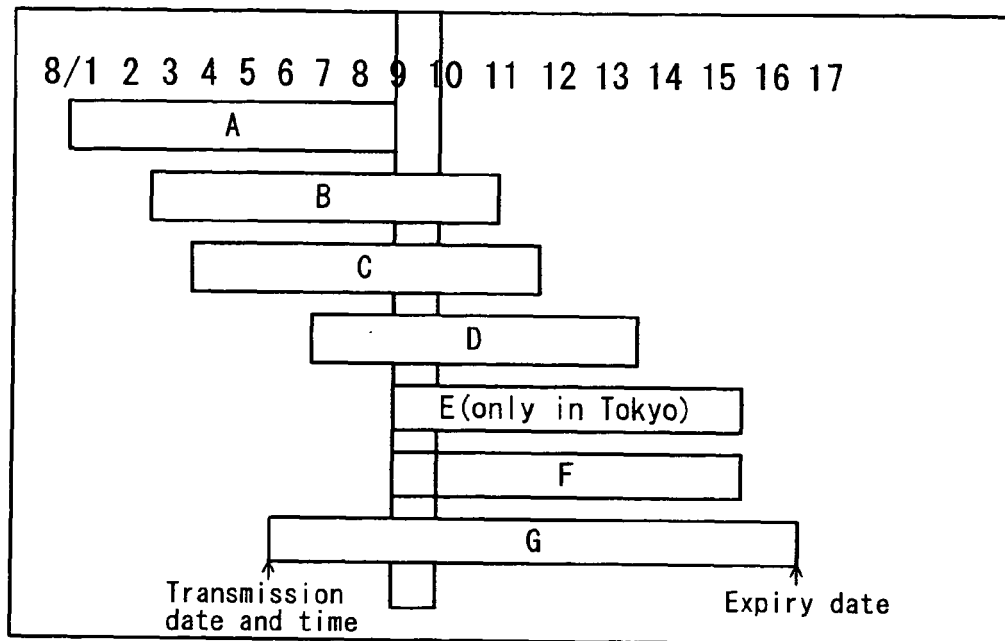 8/1 2 3 4 5 6 7 8 9 10 11 12 13 14 15 16 17
A
B
C
D
E(only in Tokyo)
F
G
Transmission
date and time
Expiry date